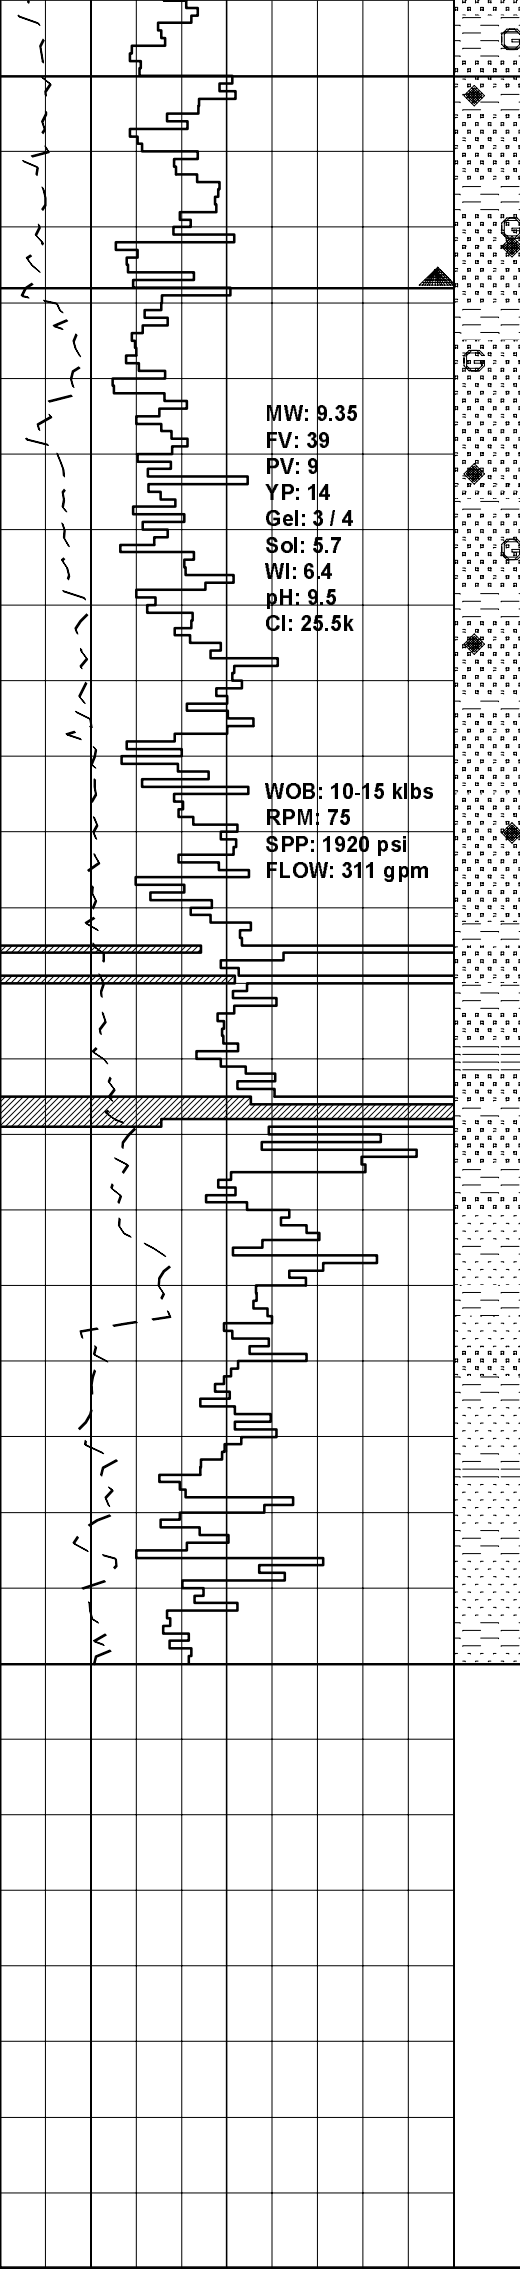 G
G
G
MW: 9.35
FV: 39
PV: 9
YP: 14
Gel: 3 / 4
Sol: 5.7
Wl: 6.4
pH: 9.5
Cl: 25.5k
G
WOB: 10-15 klbs
RPM: 75
SPP: 1920 psi
FLOW: 311 gpm